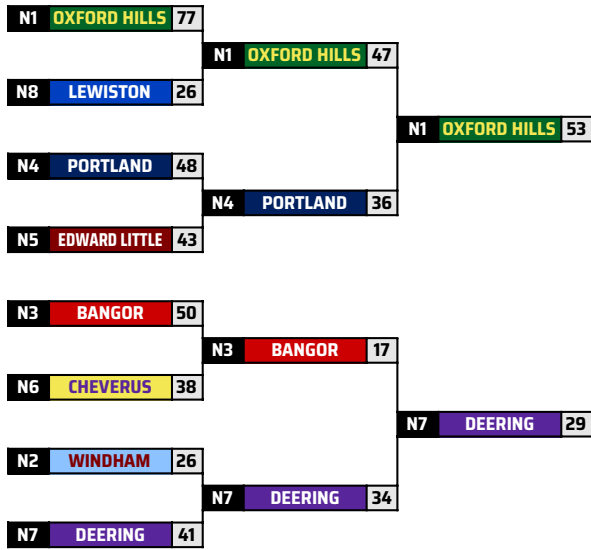 N1 OXFORD HILLS 77
N8 LEWISTON 26
N4 PORTLAND 48
N5 EDWARD LITTLE 43
N3 BANGOR 50
N6 CHEVERUS 38
N2 WINDHAM 26
N7 DEERING 41
N1 OXFORD HILLS 47
N4 PORTLAND 36
N3 BANGOR 17
N7 DEERING 34
N1 OXFORD HILLS 53
N7 DEERING 29